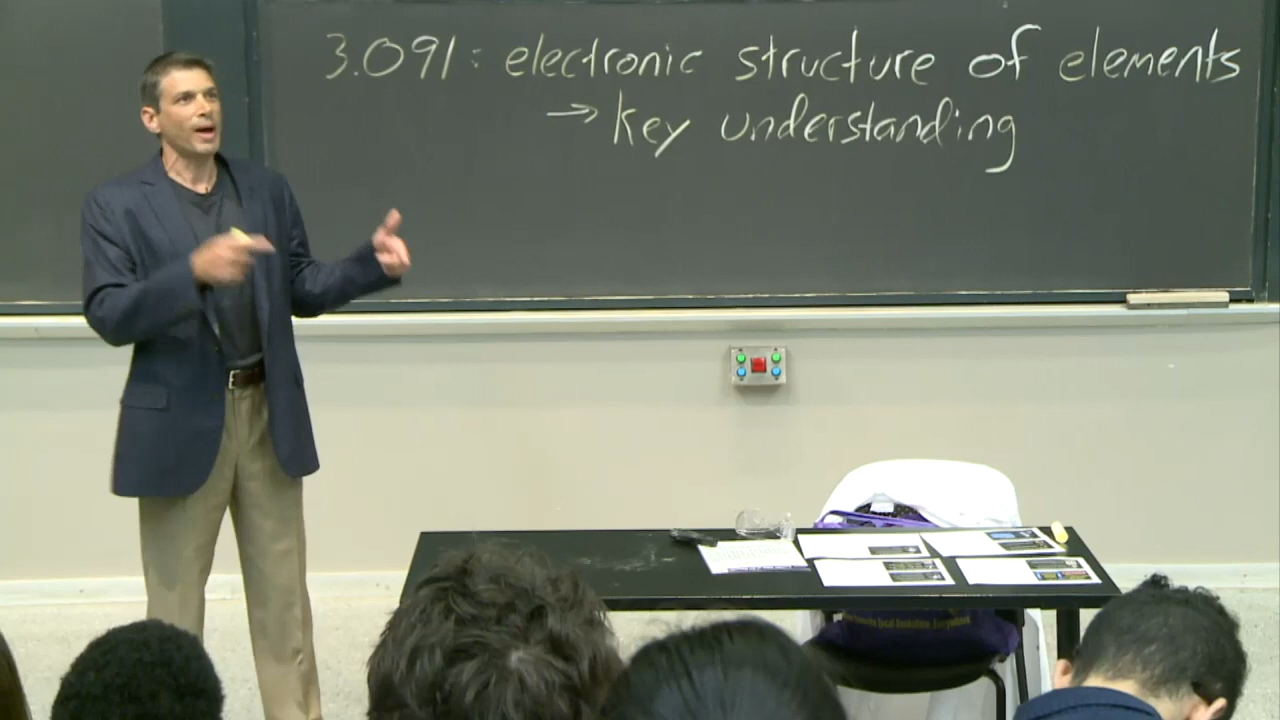 3.091: electronic structure of elements
→ key understanding